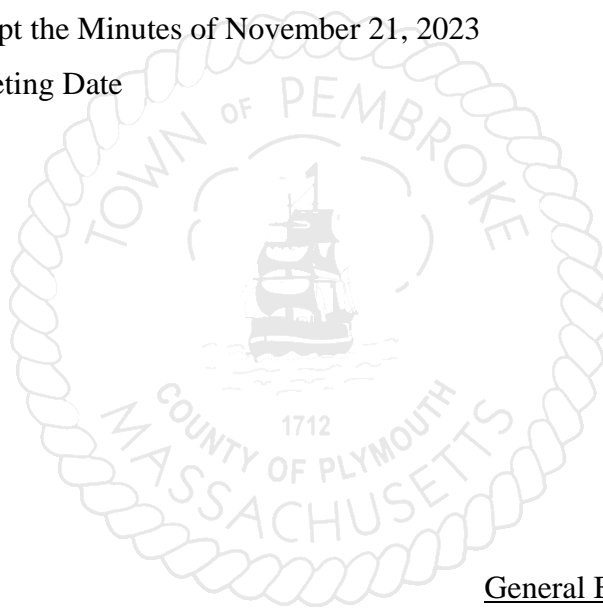 pt the Minutes of November 21, 2023
eting Date
TOWN OF PEMBROKE
1712
COUNTY OF PLYMOUTH
MASSACHUSETTS
General